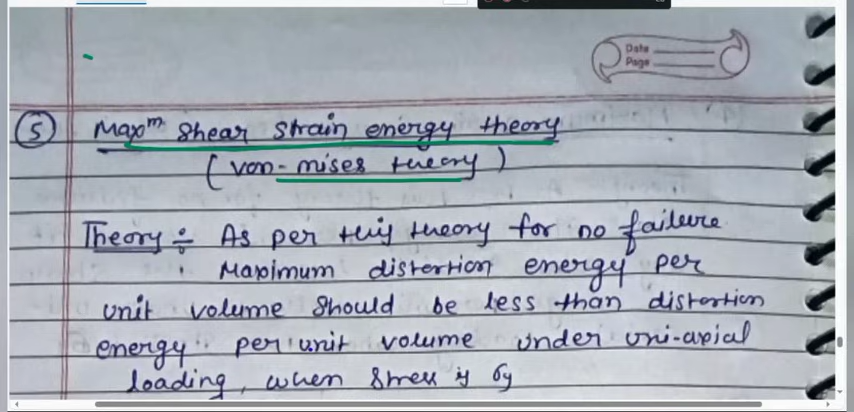 Date
Page
5 Maxᵐ shear strain energy theory
(von-mises theory)
Theory ÷ As per this theory for no failure
Maximum distortion energy per
unit volume should be less than distortion
energy per unit volume under uni-axial
loading, when stress is σy